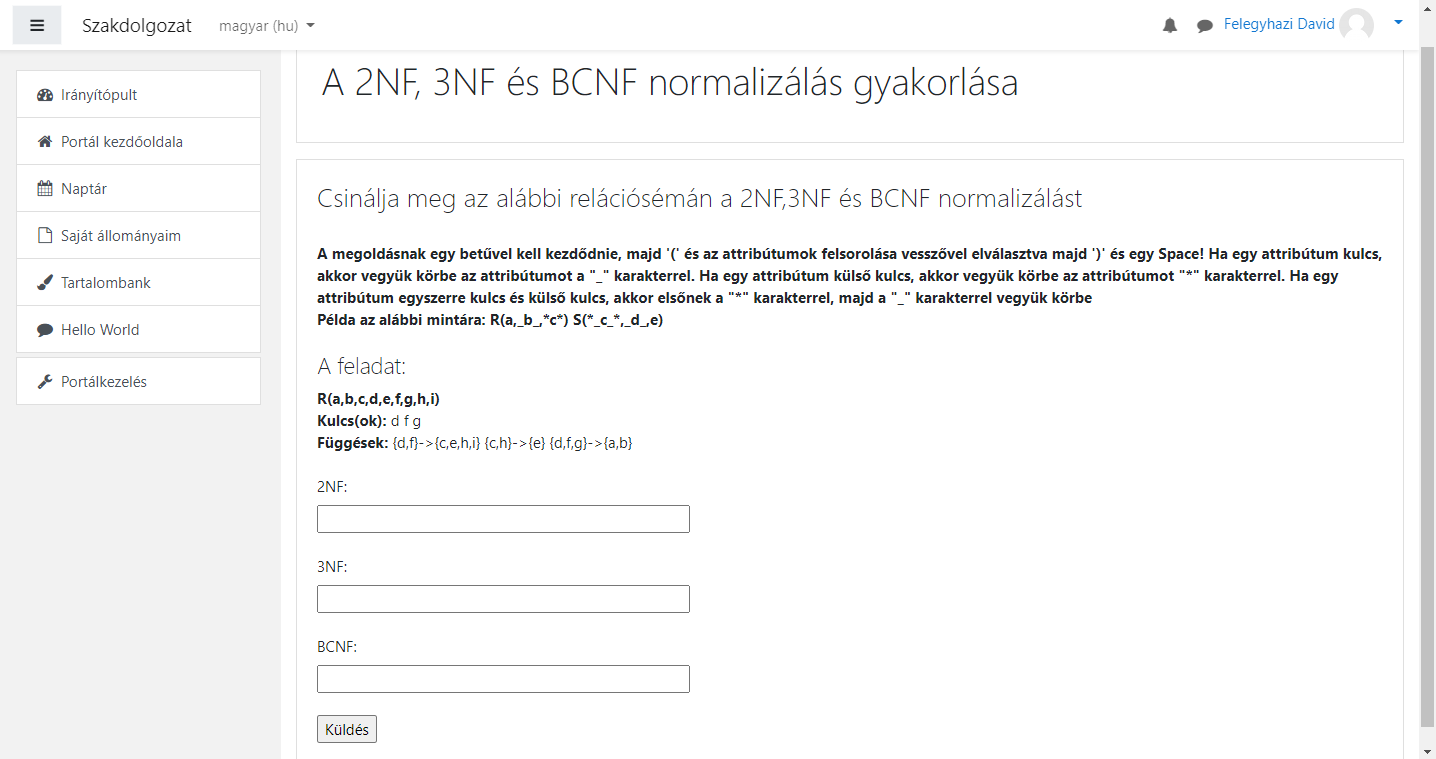 Szakdolgozat
magyar (hu)
Felegyhazi David
Irányítópult
Portál kezdőoldala
Naptár
Saját állományaim
Tartalombank
Hello World
Portálkezelés
A 2NF, 3NF és BCNF normalizálás gyakorlása
Csinálja meg az alábbi relációsémán a 2NF,3NF és BCNF normalizálást
A megoldásnak egy betűvel kell kezdődnie, majd '(' és az attribútumok felsorolása vesszővel elválasztva majd ')' és egy Space! Ha egy attribútum kulcs,
akkor vegyük körbe az attribútumot a "_" karakterrel. Ha egy attribútum külső kulcs, akkor vegyük körbe az attribútumot "*" karakterrel. Ha egy
attribútum egyszerre kulcs és külső kulcs, akkor elsőnek a "*" karakterrel, majd a "_" karakterrel vegyük körbe
Példa az alábbi mintára: R(a,_b_,*c*) S(*_c_*,_d_,e)
A feladat:
R(a,b,c,d,e,f,g,h,i)
Kulcs(ok): d f g
Függések: {d,f}->{c,e,h,i} {c,h}->{e} {d,f,g}->{a,b}
2NF:
3NF:
BCNF:
Küldés